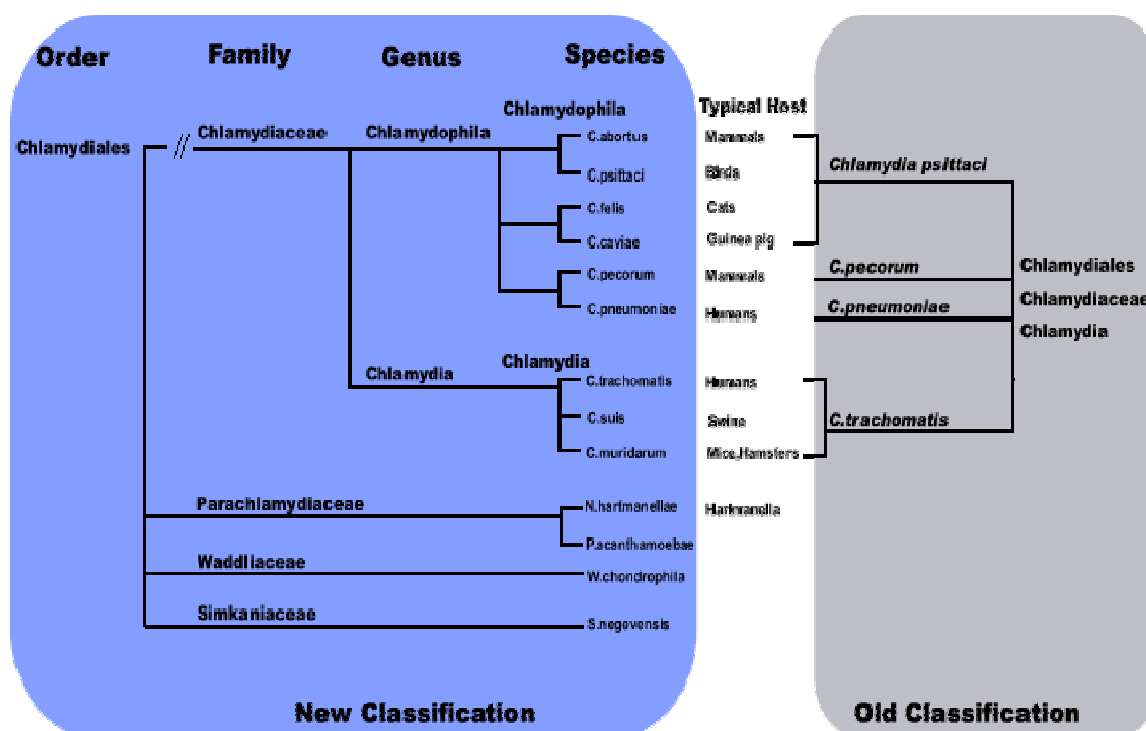 Order Family Genus Species
Chlamydophila Typical Host
Chlamydiales // Chlamydiaceae Chlamydophila C.abortus Mammals
C.psittaci Birds Chlamydia psittaci
C.felis Cats
C.caviae Guinea pig
C.pecorum Mammals C.pecorum Chlamydiales
C.pneumoniae Humans C.pneumoniae Chlamydiaceae
Chlamydia
Chlamydia Chlamydia
C.trachomatis Humans
C.suis Swine C.trachomatis
C.muridarum Mice,Hamsters
Parachlamydiaceae N.hartmanellae Hartmanella
P.acanthamoebae
Waddliaceae W.chondrophila
Simkaniaceae S.negevensis
New Classification Old Classification